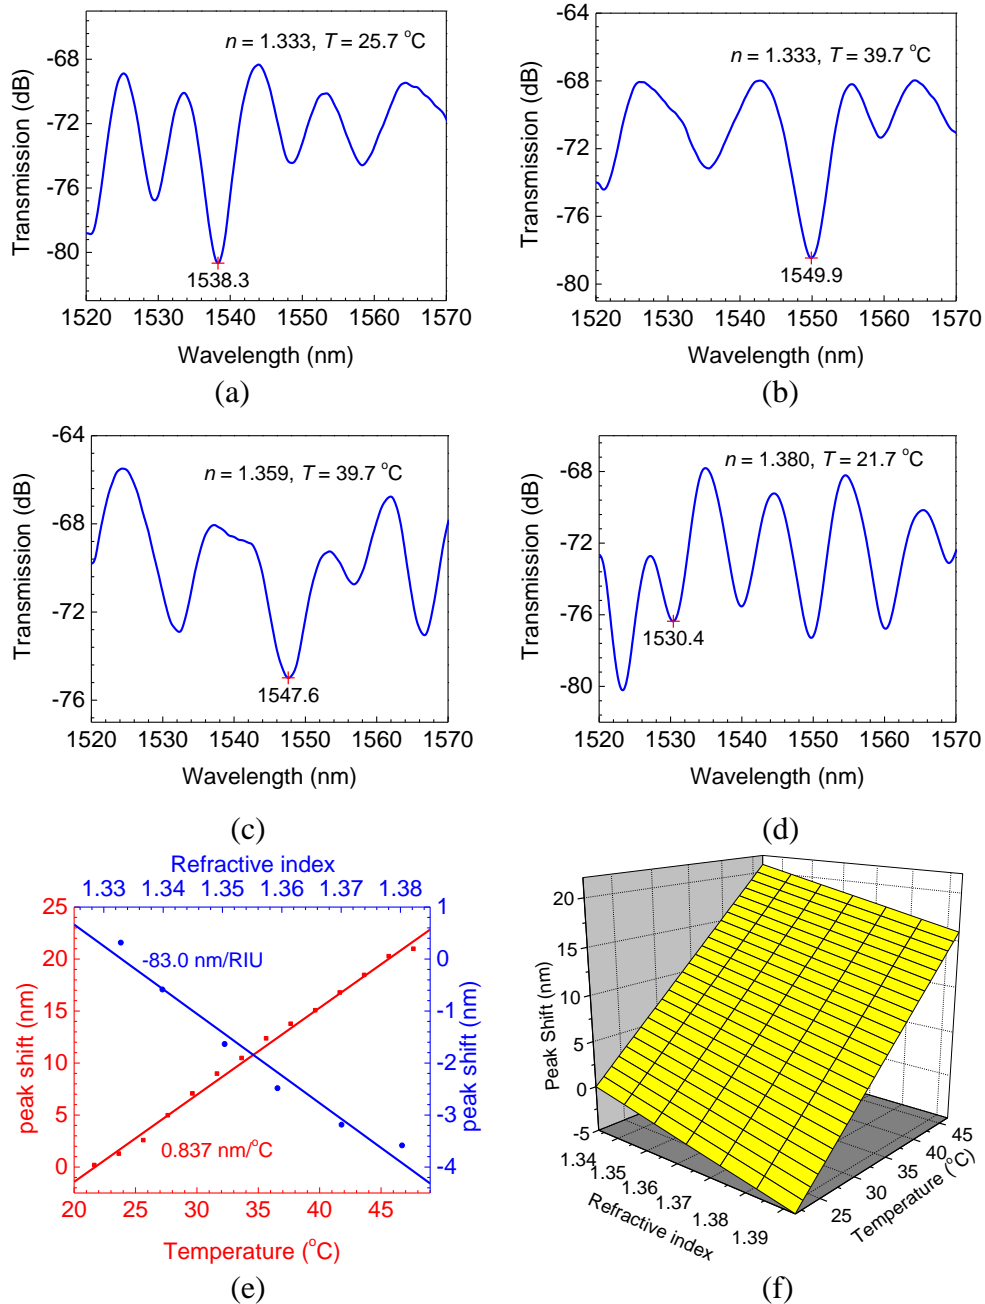 -64
-68
-72
-76
-80
Transmission (dB)
n = 1.333, T = 25.7 °C
1538.3
1520 1530 1540 1550 1560 1570
Wavelength (nm)
(a)
-64
-68
-72
-76
-80
Transmission (dB)
n = 1.333, T = 39.7 °C
1549.9
1520 1530 1540 1550 1560 1570
Wavelength (nm)
(b)
-64
-68
-72
-76
Transmission (dB)
n = 1.359, T = 39.7 °C
1547.6
1520 1530 1540 1550 1560 1570
Wavelength (nm)
(c)
-68
-72
-76
-80
Transmission (dB)
n = 1.380, T = 21.7 °C
1530.4
1520 1530 1540 1550 1560 1570
Wavelength (nm)
(d)
Refractive index
1.33 1.34 1.35 1.36 1.37 1.38
25
20
15
10
5
0
peak shift (nm)
1
0
-1
-2
-3
-4
peak shift (nm)
-83.0 nm/RIU
0.837 nm/°C
20 25 30 35 40 45
Temperature (°C)
(e)
20
15
10
5
0
-5
Peak Shift (nm)
1.34 1.35 1.36 1.37 1.38 1.39
Refractive index
25 30 35 40 45
Temperature (°C)
(f)